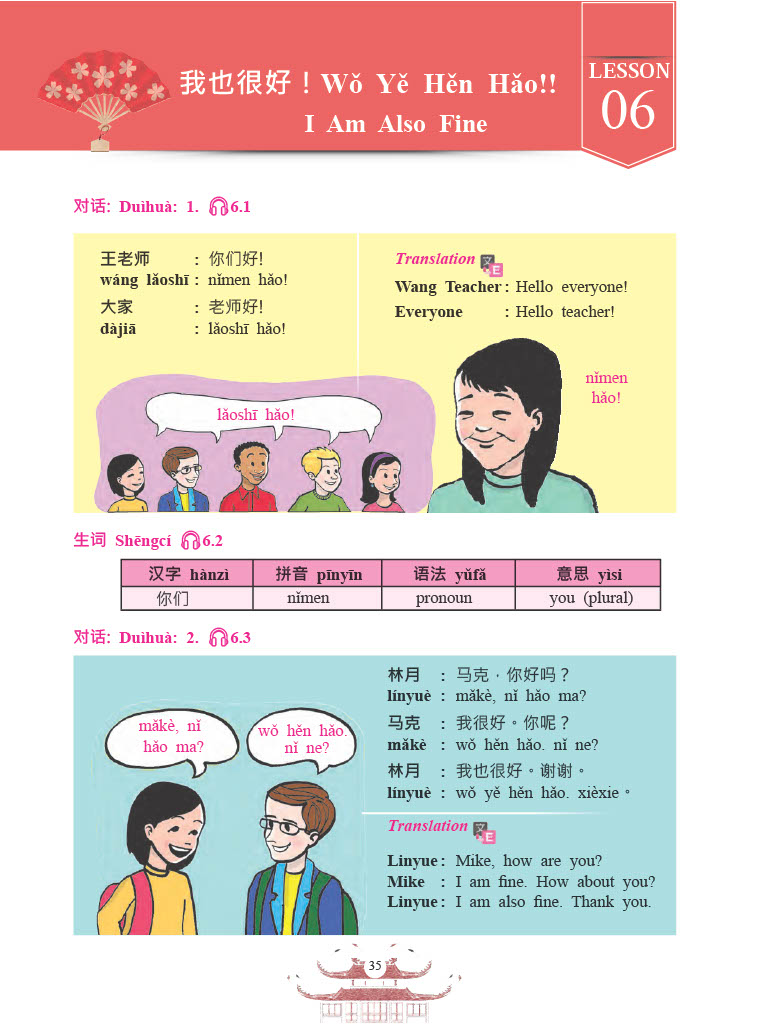 我也很好！Wǒ Yě Hěn Hǎo!!
I Am Also Fine
LESSON
06
对话: Duìhuà: 1. 6.1
王老师 : 你们好!
wáng lǎoshī : nǐmen hǎo!
大家 : 老师好!
dàjiā : lǎoshī hǎo!
Translation 文 E
Wang Teacher : Hello everyone!
Everyone : Hello teacher!
nǐmen
hǎo!
lǎoshī hǎo!
生词 Shēngcí 6.2
汉字 hànzì 拼音 pīnyīn 语法 yǔfǎ 意思 yìsi
你们 nǐmen pronoun you (plural)
对话: Duìhuà: 2. 6.3
mǎkè, nǐ
hǎo ma?
wǒ hěn hǎo.
nǐ ne?
林月 : 马克，你好吗？
línyuè : mǎkè, nǐ hǎo ma?
马克 : 我很好。你呢？
mǎkè : wǒ hěn hǎo. nǐ ne?
林月 : 我也很好。谢谢。
línyuè : wǒ yě hěn hǎo. xièxie。
Translation 文 E
Linyue : Mike, how are you?
Mike : I am fine. How about you?
Linyue : I am also fine. Thank you.
35